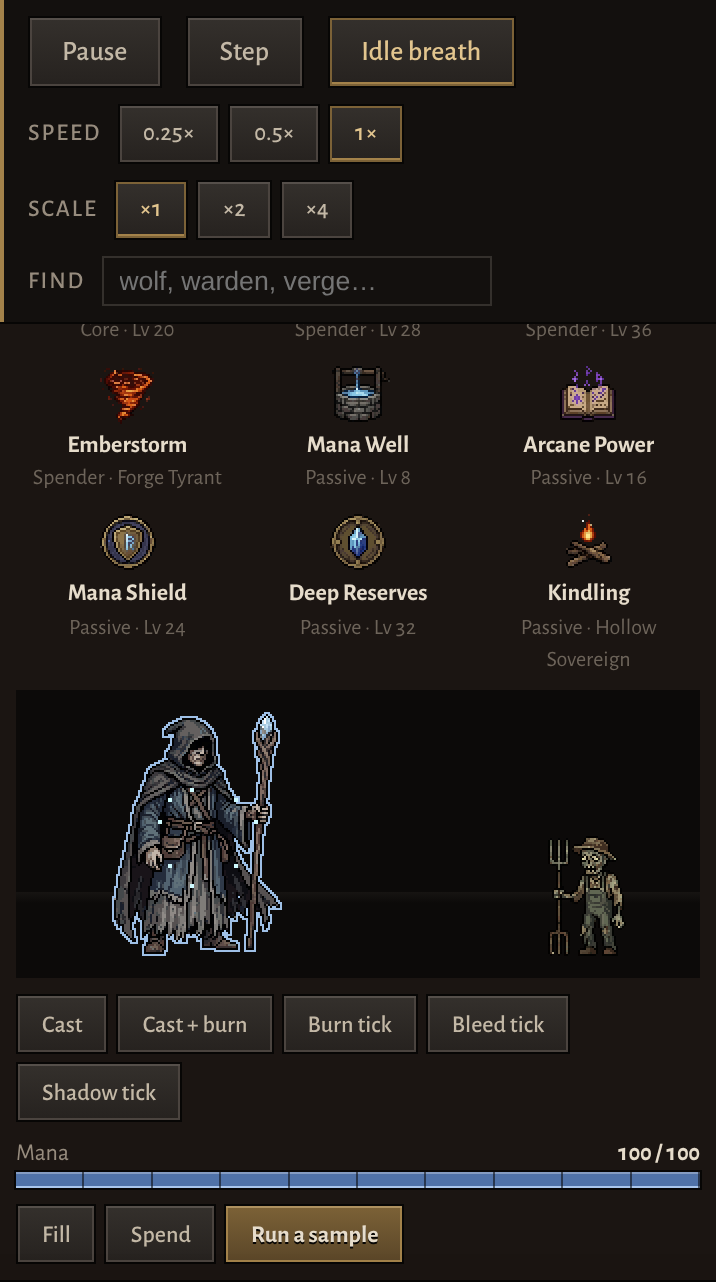 Pause Step Idle breath
SPEED 0.25× 0.5× 1×
SCALE ×1 ×2 ×4
FIND wolf, warden, verge…
Core · Lv 20 Spender · Lv 28 Spender · Lv 36
Emberstorm Mana Well Arcane Power
Spender · Forge Tyrant Passive · Lv 8 Passive · Lv 16
Mana Shield Deep Reserves Kindling
Passive · Lv 24 Passive · Lv 32 Passive · Hollow
Sovereign
Cast Cast + burn Burn tick Bleed tick
Shadow tick
Mana 100 / 100
Fill Spend Run a sample